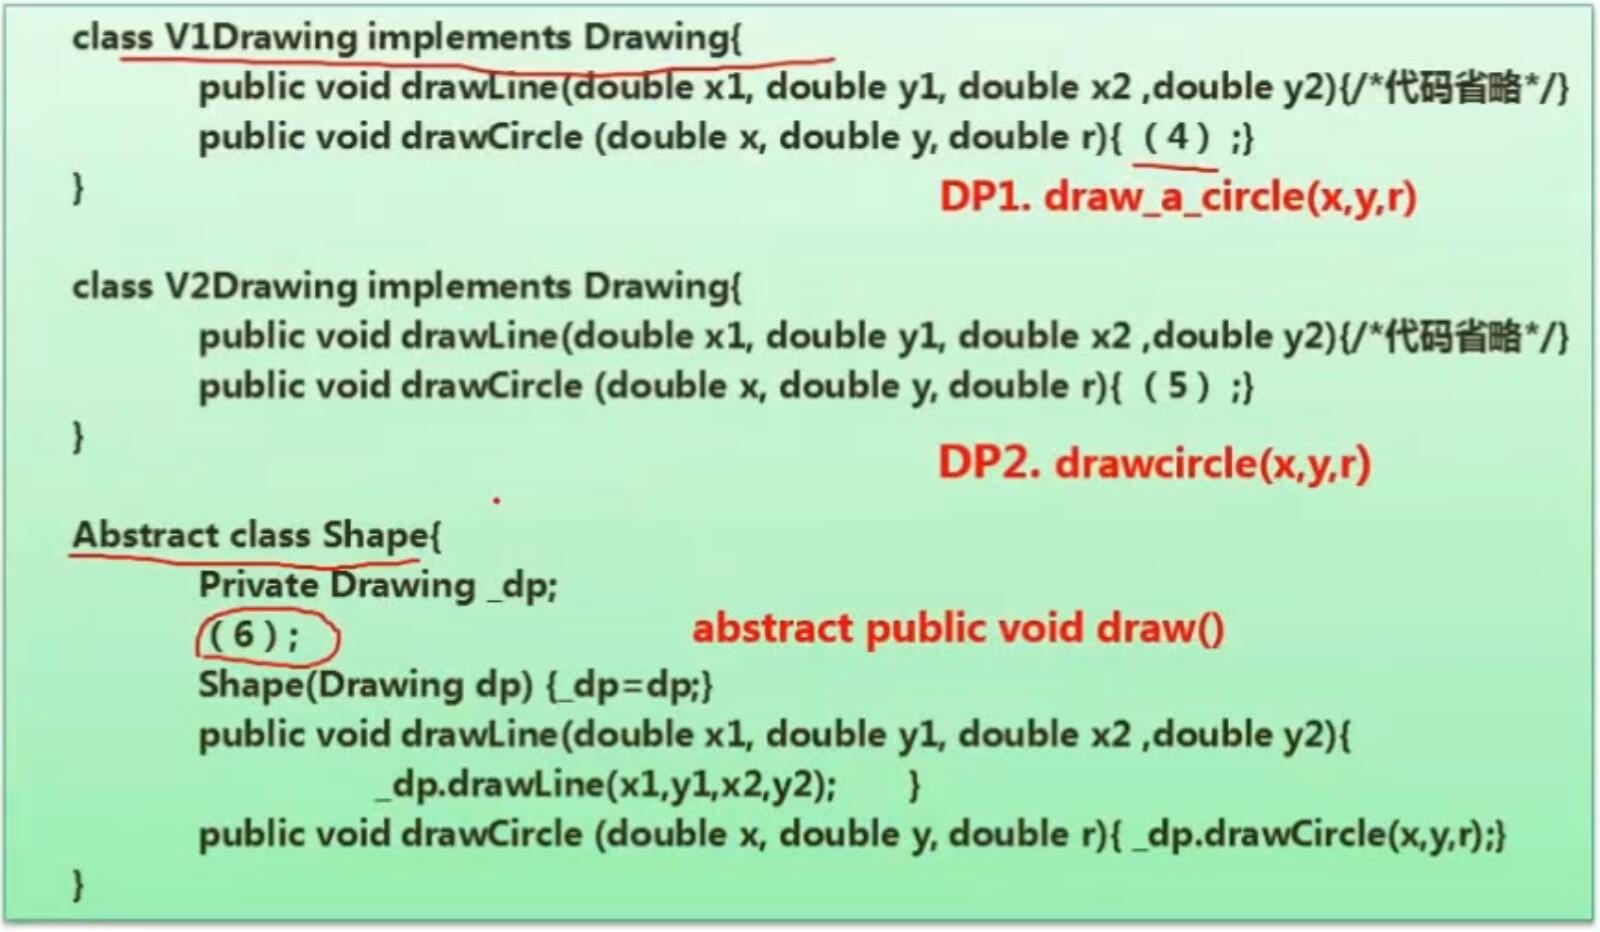 class V1Drawing implements Drawing{
public void drawLine(double x1, double y1, double x2 ,double y2){/*代码省略*/}
public void drawCircle (double x, double y, double r){ （4）;}
}
DP1. draw_a_circle(x,y,r)
class V2Drawing implements Drawing{
public void drawLine(double x1, double y1, double x2 ,double y2){/*代码省略*/}
public void drawCircle (double x, double y, double r){ （5）;}
}
DP2. drawcircle(x,y,r)
Abstract class Shape{
Private Drawing _dp;
（6）;
abstract public void draw()
Shape(Drawing dp) {_dp=dp;}
public void drawLine(double x1, double y1, double x2 ,double y2){
_dp.drawLine(x1,y1,x2,y2); }
public void drawCircle (double x, double y, double r){ _dp.drawCircle(x,y,r);}
}